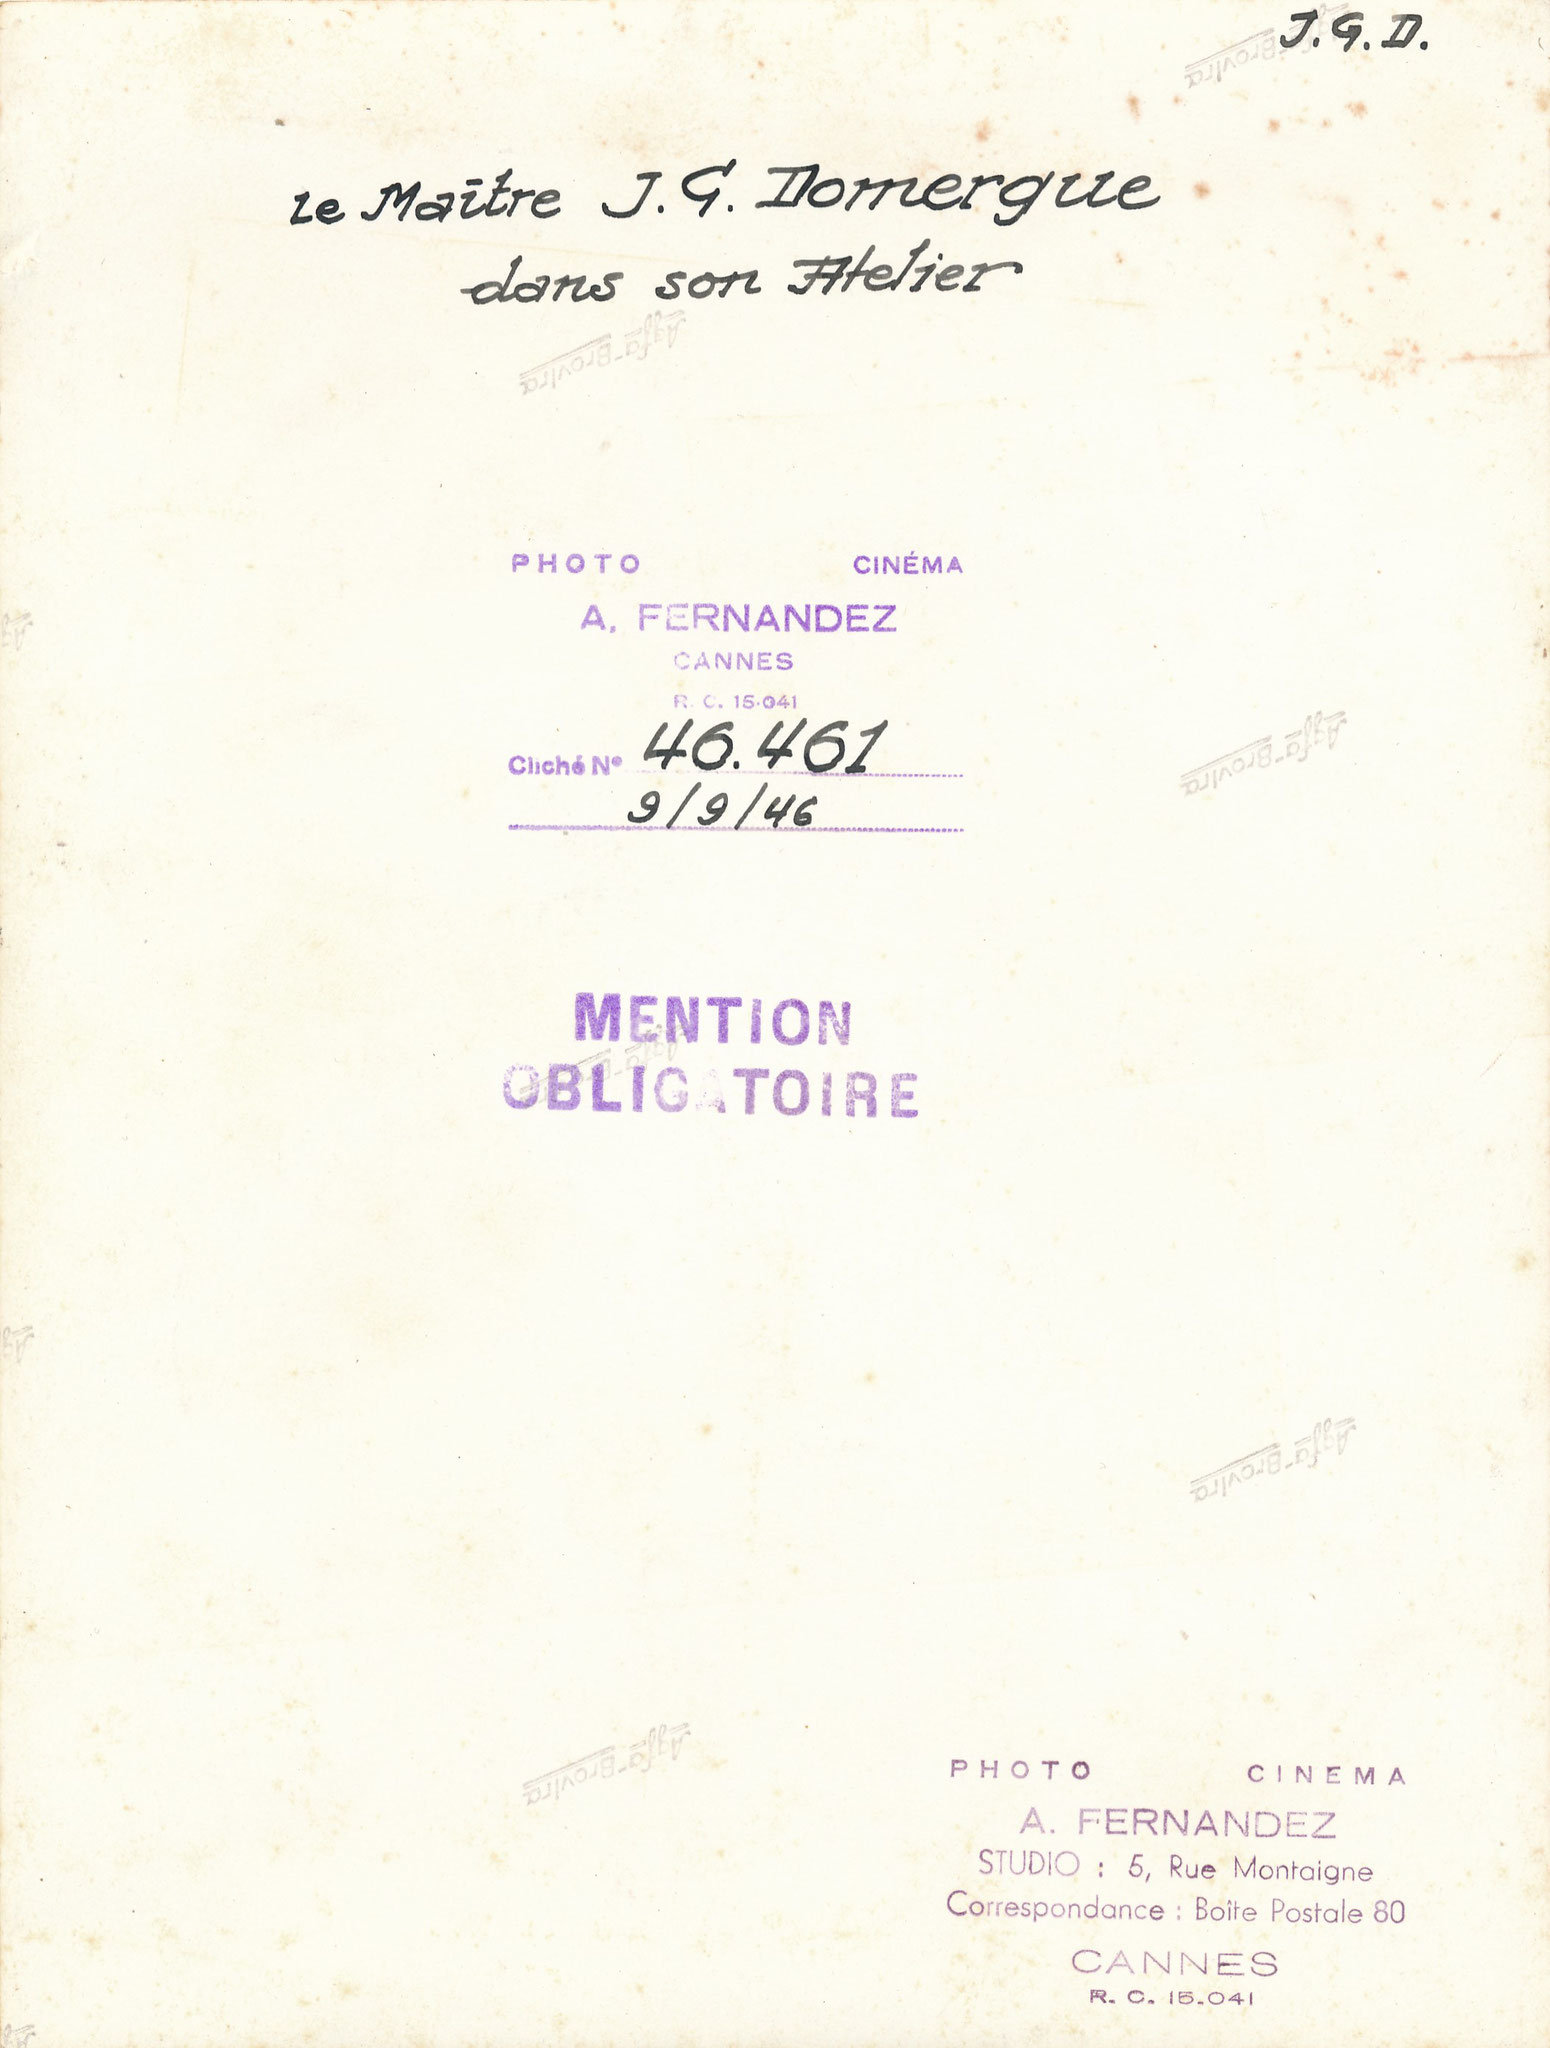 J. G. D.
le Maître J. G. Domergue
dans son Atelier
Agfa-Brovira
PHOTO CINÉMA
A. FERNANDEZ
CANNES
R. C. 15.041
Cliché Nº 46.461
9/9/46
Agfa-Brovira
MENTION
OBLIGATOIRE
Agfa-Brovira
Agfa-Brovira
PHOTO CINEMA
A. FERNANDEZ
STUDIO : 5, Rue Montaigne
Correspondance : Boîte Postale 80
CANNES
R. C. 15.041